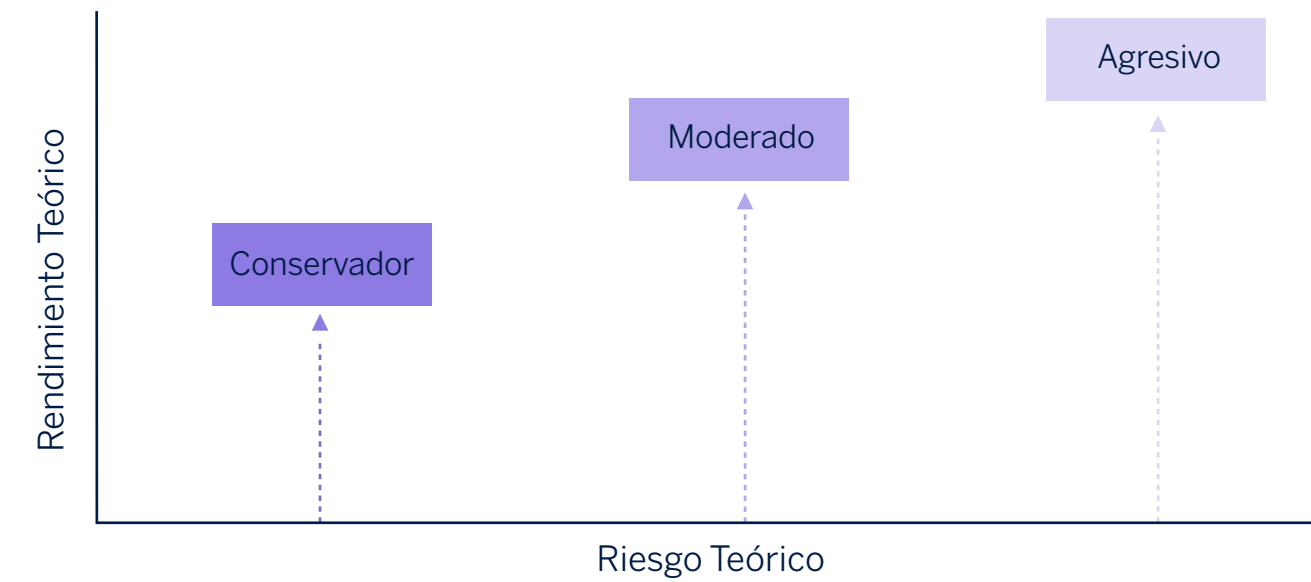 Agresivo
Moderado
Conservador
Rendimiento Teórico
Riesgo Teórico